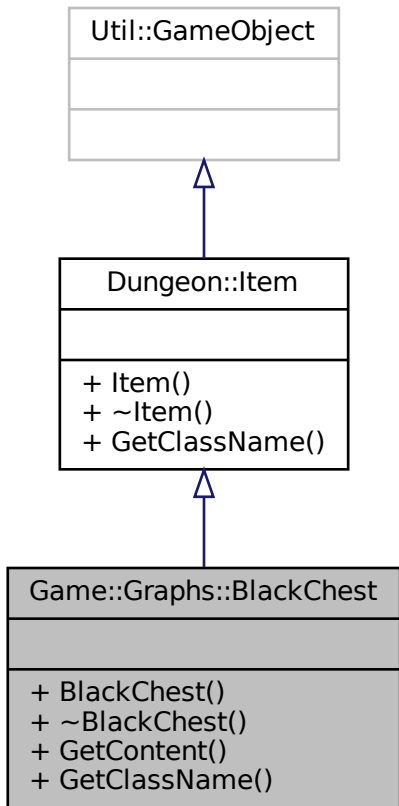 Util::GameObject
Dungeon::Item
+ Item()
+ ~Item()
+ GetClassName()
Game::Graphs::BlackChest
+ BlackChest()
+ ~BlackChest()
+ GetContent()
+ GetClassName()